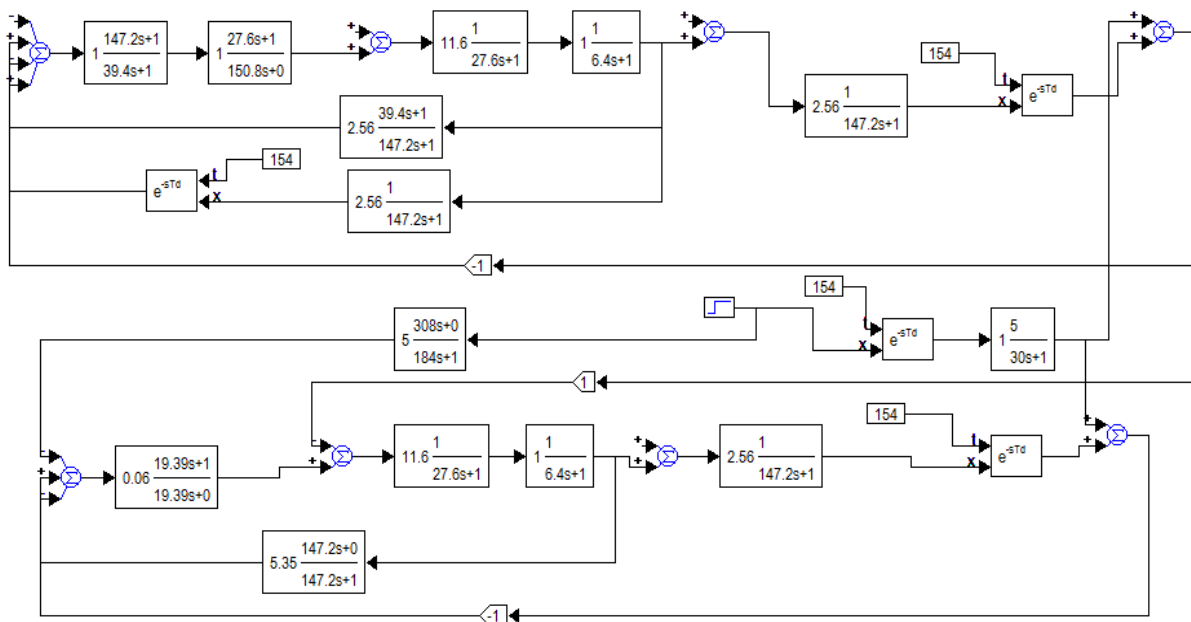 147.2s+1
1
39.4s+1
27.6s+1
1
150.8s+0
1
11.6
27.6s+1
1
1
6.4s+1
154
t
x
e-sTd
1
2.56
147.2s+1
39.4s+1
2.56
147.2s+1
154
t
x
e-sTd
1
2.56
147.2s+1
-1
308s+0
5
184s+1
154
t
x
e-sTd
5
1
30s+1
1
19.39s+1
0.06
19.39s+0
1
11.6
27.6s+1
1
1
6.4s+1
1
2.56
147.2s+1
154
t
x
e-sTd
147.2s+0
5.35
147.2s+1
-1